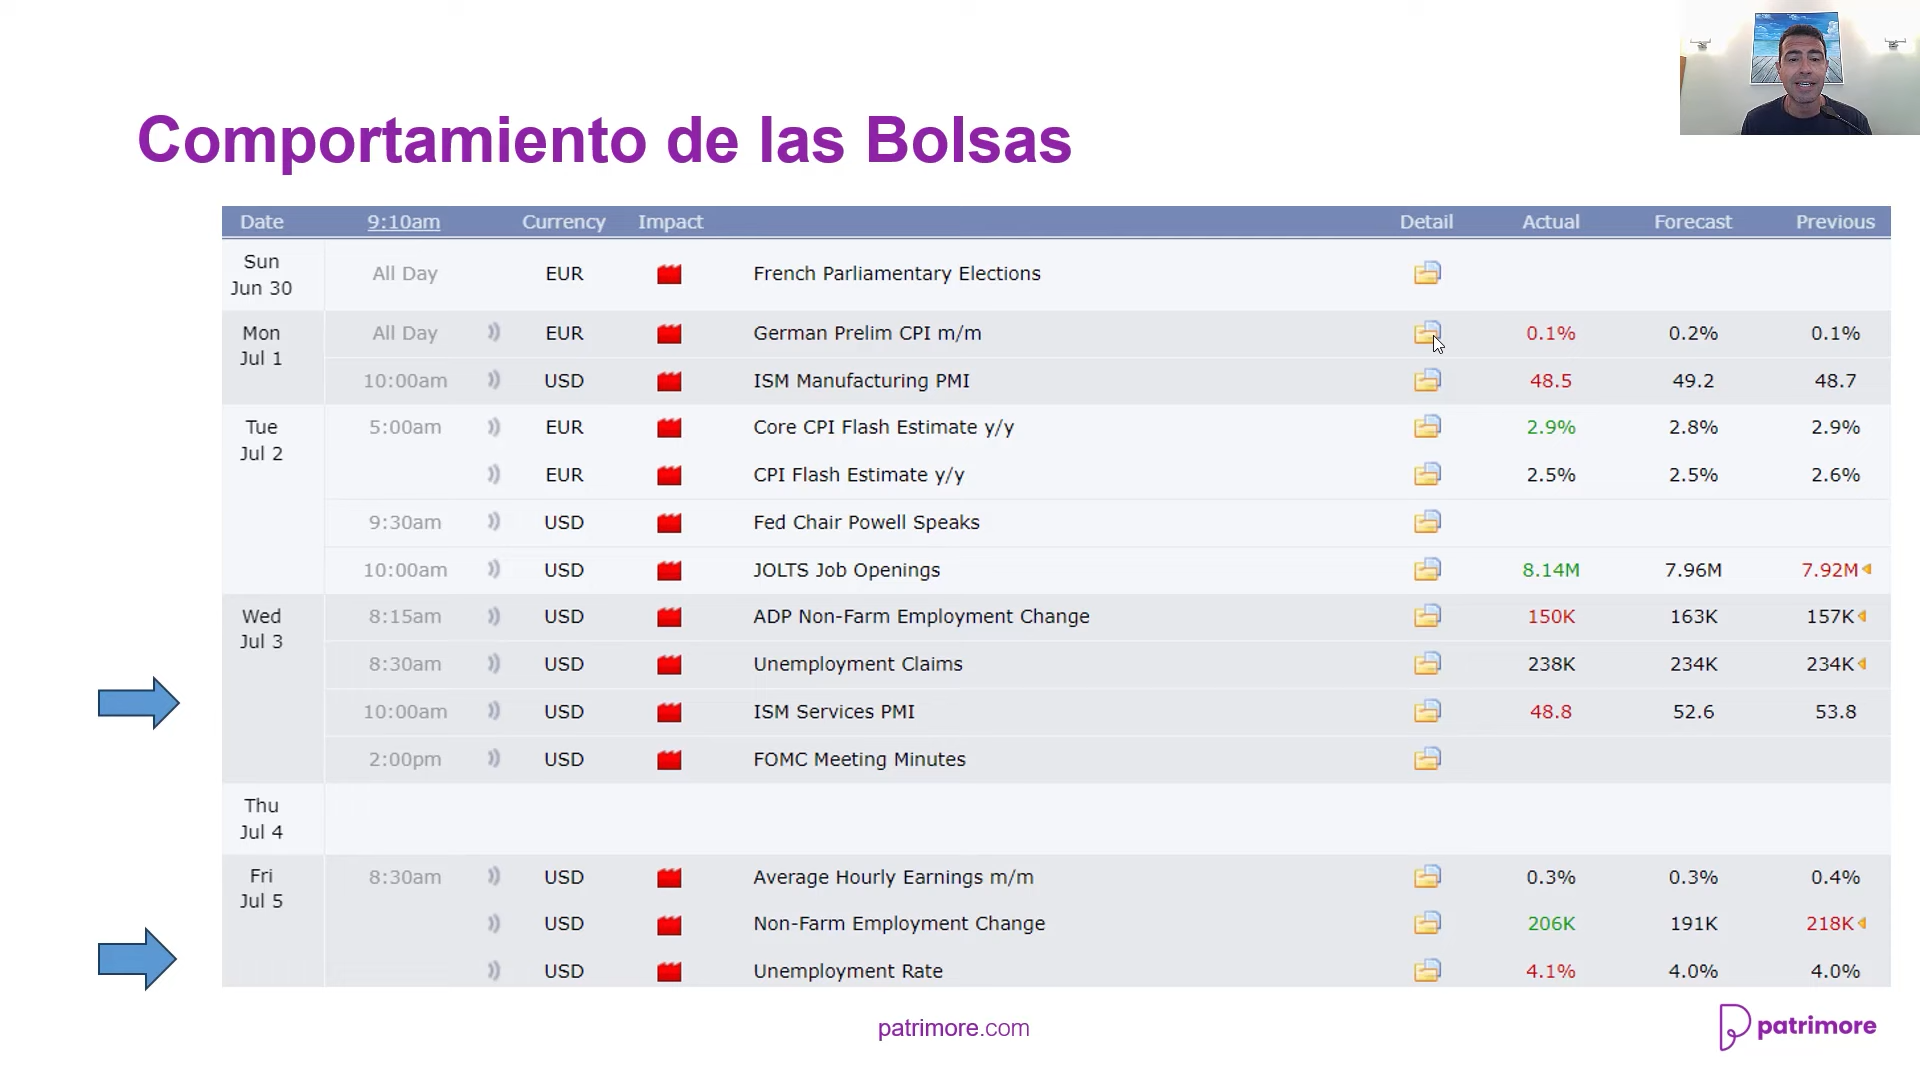 Comportamiento de las Bolsas
Date 9:10am Currency Impact Detail Actual Forecast Previous
Sun
Jun 30
All Day EUR French Parliamentary Elections
Mon
Jul 1
All Day EUR German Prelim CPI m/m 0.1% 0.2% 0.1%
10:00am USD ISM Manufacturing PMI 48.5 49.2 48.7
Tue
Jul 2
5:00am EUR Core CPI Flash Estimate y/y 2.9% 2.8% 2.9%
EUR CPI Flash Estimate y/y 2.5% 2.5% 2.6%
9:30am USD Fed Chair Powell Speaks
10:00am USD JOLTS Job Openings 8.14M 7.96M 7.92M
Wed
Jul 3
8:15am USD ADP Non-Farm Employment Change 150K 163K 157K
8:30am USD Unemployment Claims 238K 234K 234K
10:00am USD ISM Services PMI 48.8 52.6 53.8
2:00pm USD FOMC Meeting Minutes
Thu
Jul 4
Fri
Jul 5
8:30am USD Average Hourly Earnings m/m 0.3% 0.3% 0.4%
USD Non-Farm Employment Change 206K 191K 218K
USD Unemployment Rate 4.1% 4.0% 4.0%
patrimore.com
patrimore